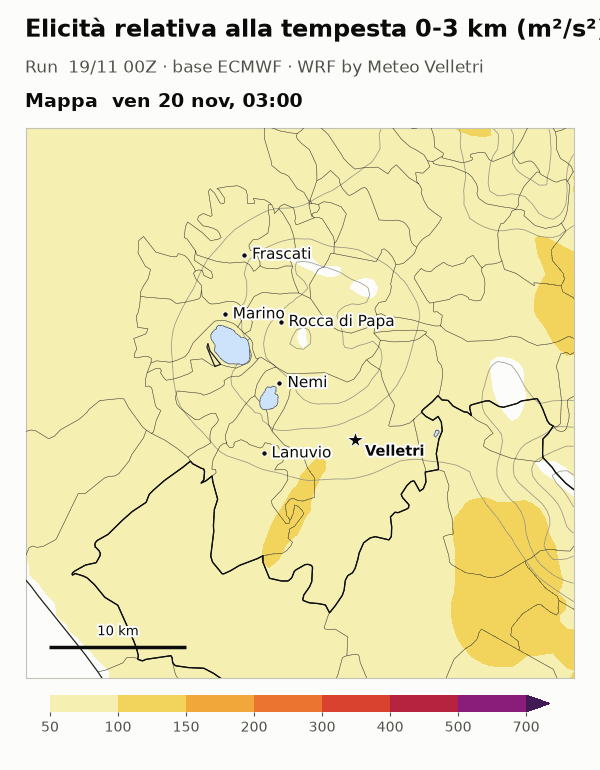 Elicità relativa alla tempesta 0-3 km (m²/s²)
Run  19/11 00Z · base ECMWF · WRF by Meteo Velletri
Mappa  ven 20 nov, 03:00
Frascati
Marino
Rocca di Papa
Nemi
Velletri
Lanuvio
10 km
50 100 150 200 300 400 500 700